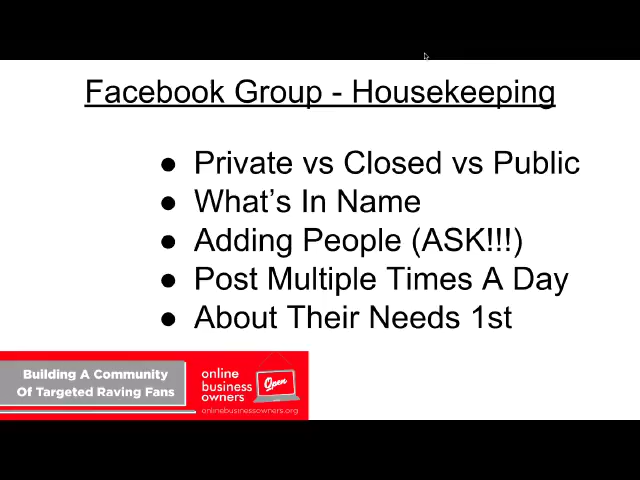 Facebook Group - Housekeeping
● Private vs Closed vs Public
● What's In Name
● Adding People (ASK!!!)
● Post Multiple Times A Day
● About Their Needs 1st
Building A Community
Of Targeted Raving Fans
online
business
owners
Open
onlinebusinessowners.org